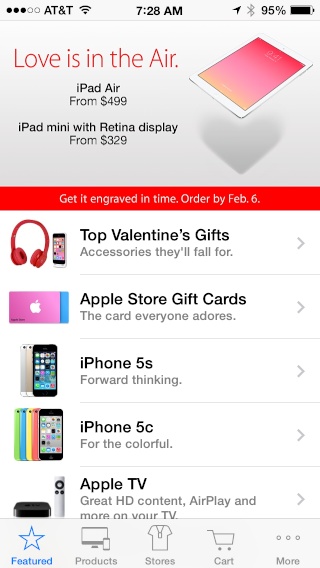 AT&T 7:28 AM 95%
Love is in the Air.
iPad Air
From $499
iPad mini with Retina display
From $329
Get it engraved in time. Order by Feb. 6.
Top Valentine's Gifts
Accessories they'll fall for.
Apple Store Gift Cards
The card everyone adores.
iPhone 5s
Forward thinking.
iPhone 5c
For the colorful.
Apple TV
Great HD content, AirPlay and
more on your TV.
Featured Products Stores Cart More